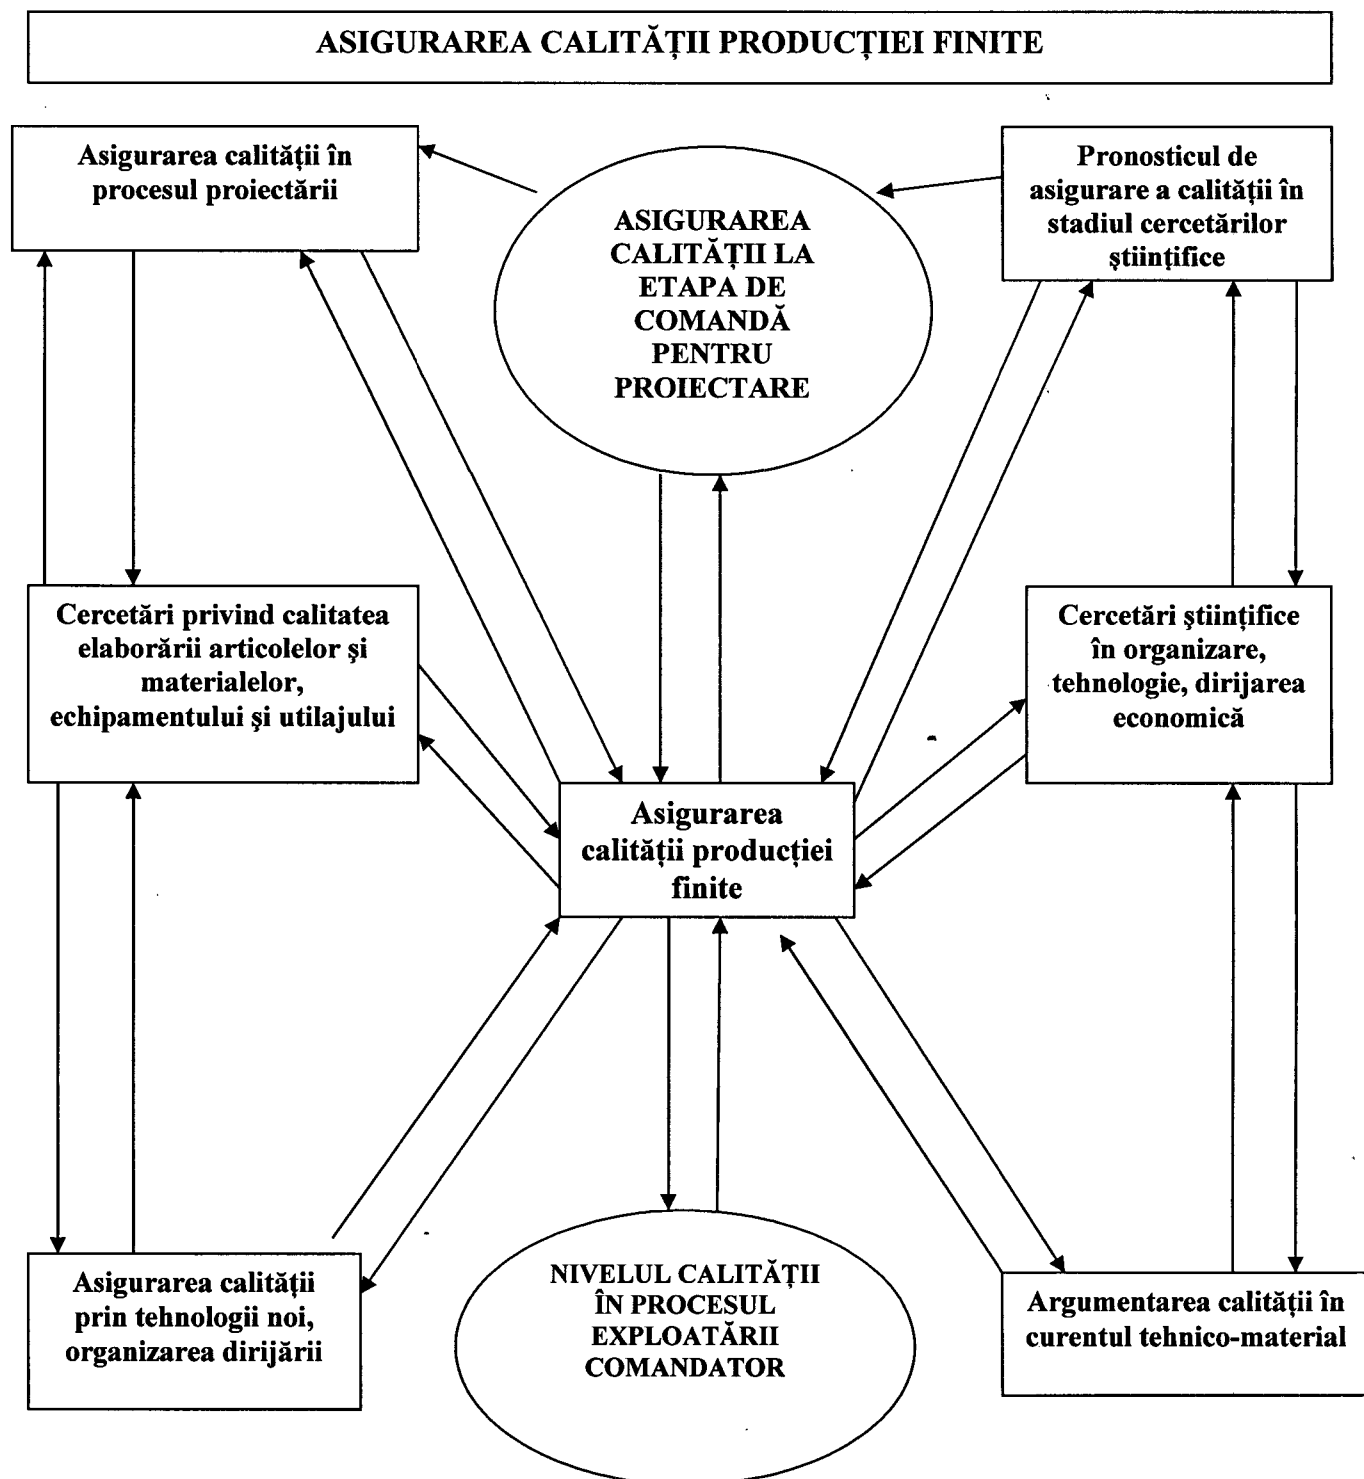 ASIGURAREA CALITĂȚII PRODUCȚIEI FINITE
Asigurarea calității în
procesul proiectării
ASIGURAREA
CALITĂȚII LA
ETAPA DE
COMANDĂ
PENTRU
PROIECTARE
Pronosticul de
asigurare a calității în
stadiul cercetărilor
științifice
Cercetări privind calitatea
elaborării articolelor și
materialelor,
echipamentului și utilajului
Cercetări științifice
în organizare,
tehnologie, dirijarea
economică
Asigurarea
calității producției
finite
Asigurarea calității
prin tehnologii noi,
organizarea dirijării
NIVELUL CALITĂȚII
ÎN PROCESUL
EXPLOATĂRII
COMANDATOR
Argumentarea calității în
curentul tehnico-material